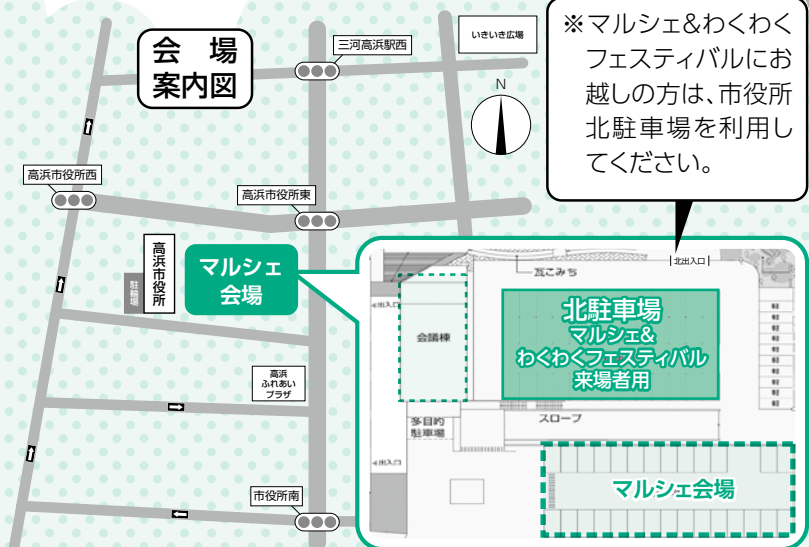 会場
案内図
三河高浜駅西
いきいき広場
N
※マルシェ&わくわく
フェスティバルにお
越しの方は、市役所
北駐車場を利用し
てください。
高浜市役所西
高浜市役所東
高浜市役所
駐輪場
マルシェ
会場
高浜
ふれあい
プラザ
市役所南
北出入口
瓦こみち
会議棟
北駐車場
マルシェ&
わくわくフェスティバル
来場者用
多目的
駐車場
スロープ
マルシェ会場